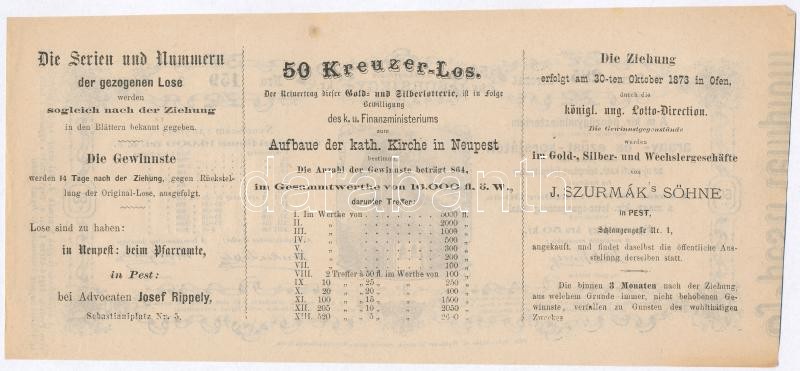 Die Serien und Nummern
der gezogenen Lose
werden
sogleich nach der Ziehung
in den Blättern bekannt gegeben.
Die Gewinnste
werden 14 Tage nach der Ziehung, gegen Rückstel-
lung der Original-Lose, ausgefolgt.
Lose sind zu haben:
in Neupest: beim Pfarramte,
in Pest:
bei Advocaten Josef Rippely,
Sebastianiplatz Nr. 5.
50 Kreuzer-Los.
Der Reinertrag dieser Gold- und Silberlotterie, ist in Folge
Bewilligung
des k. u. Finanzministeriums
zum
Aufbaue der kath. Kirche in Neupest
bestimmt
Die Anzahl der Gewinnste beträgt 864,
im Gesammtwerthe von 16.000 fl. ö. W.,
darunter Treffer:
I. Im Werthe von . . . . . . 5000 fl.
II. „ . . . . . . 2000 „
III. „ . . . . . . 1000 „
IV. „ . . . . . . 500 „
V. „ . . . . . . 300 „
VI. „ . . . . . . 200 „
VII. „ . . . . . . 100 „
VIII. 2 Treffer à 50 fl. im Werthe von 100 „
IX. 10 „ „ 25 „ „ 250 „
X. 20 „ „ 20 „ „ 400 „
XI. 100 „ „ 15 „ „ 1500 „
XII. 205 „ „ 10 „ „ 2050 „
XIII. 520 „ „ 5 „ „
Die Ziehung
erfolgt am 30-ten Oktober 1873 in Ofen,
durch die
königl. ung. Lotto-Direction.
Die Gewinnstgegenstände
werden
im Gold-, Silber- und Wechslergeschäfte
von
J. SZURMÁK's SÖHNE
in PEST,
Schlangengasse Nr. 1,
angekauft, und findet daselbst die öffentliche Aus-
stellung derselben statt.
Die binnen 3 Monaten nach der Ziehung,
aus welchem Grunde immer, nicht behobenen Ge-
winnste, verfallen zu Gunsten des wohlthätigen
Zweckes
darabanth